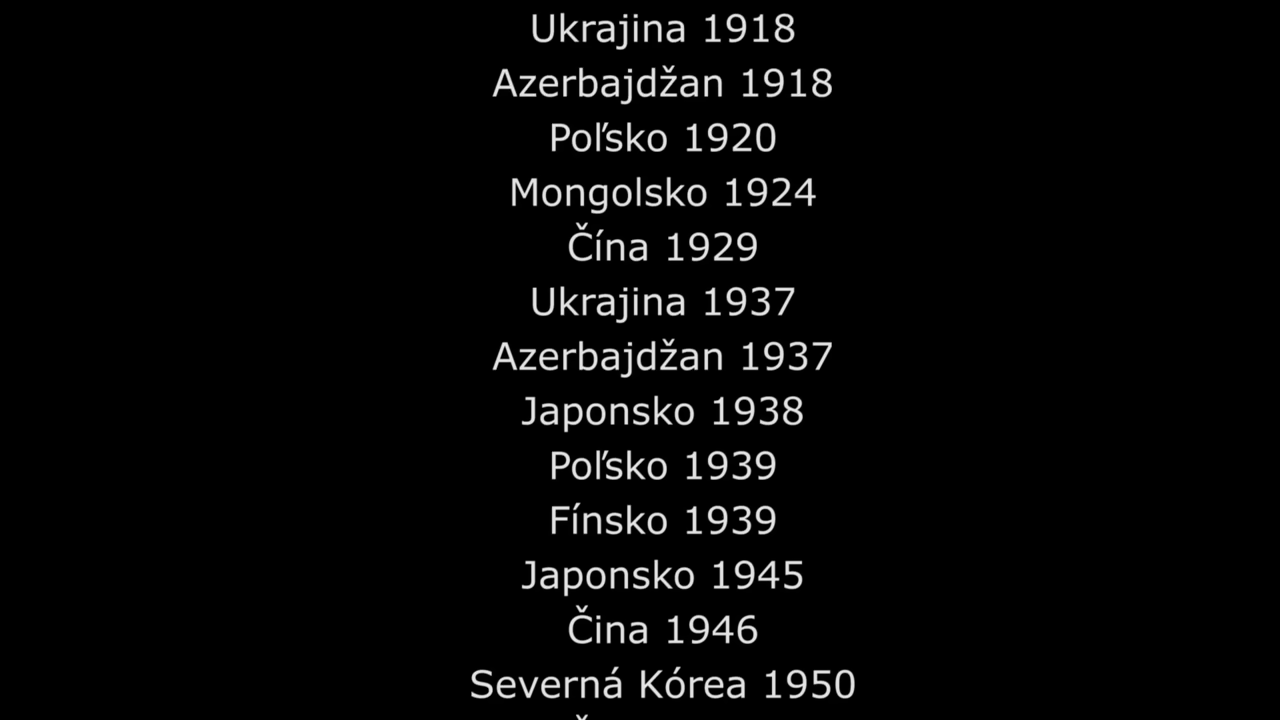 Ukrajina 1918
Azerbajdžan 1918
Poľsko 1920
Mongolsko 1924
Čína 1929
Ukrajina 1937
Azerbajdžan 1937
Japonsko 1938
Poľsko 1939
Fínsko 1939
Japonsko 1945
Čina 1946
Severná Kórea 1950